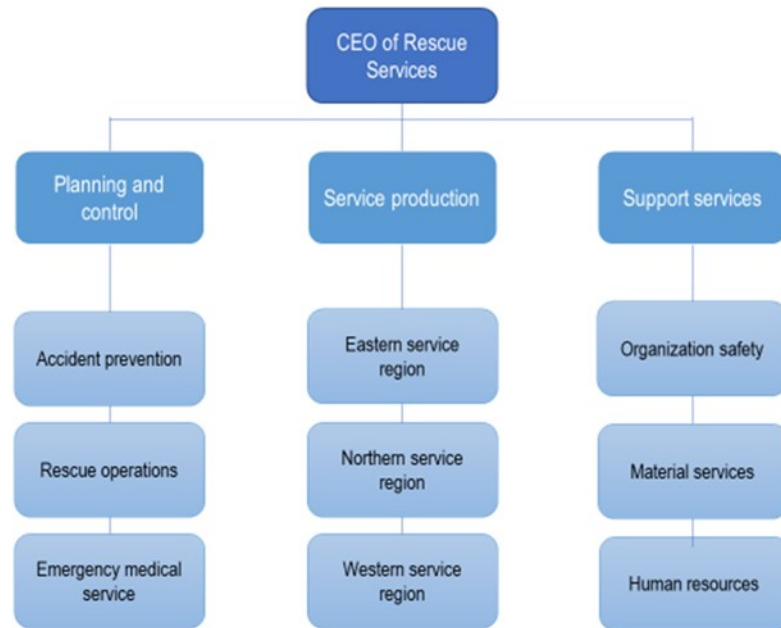 CEO of Rescue
Services
Planning and
control
Service production
Support services
Accident prevention
Eastern service
region
Organization safety
Rescue operations
Northern service
region
Material services
Emergency medical
service
Western service
region
Human resources